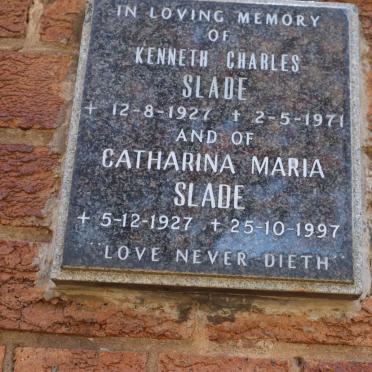 IN LOVING MEMORY
OF
KENNETH CHARLES
SLADE
+ 12-8-1927 + 2-5-1971
AND OF
CATHARINA MARIA
SLADE
+ 5-12-1927 + 25-10-1997
"LOVE NEVER DIETH"